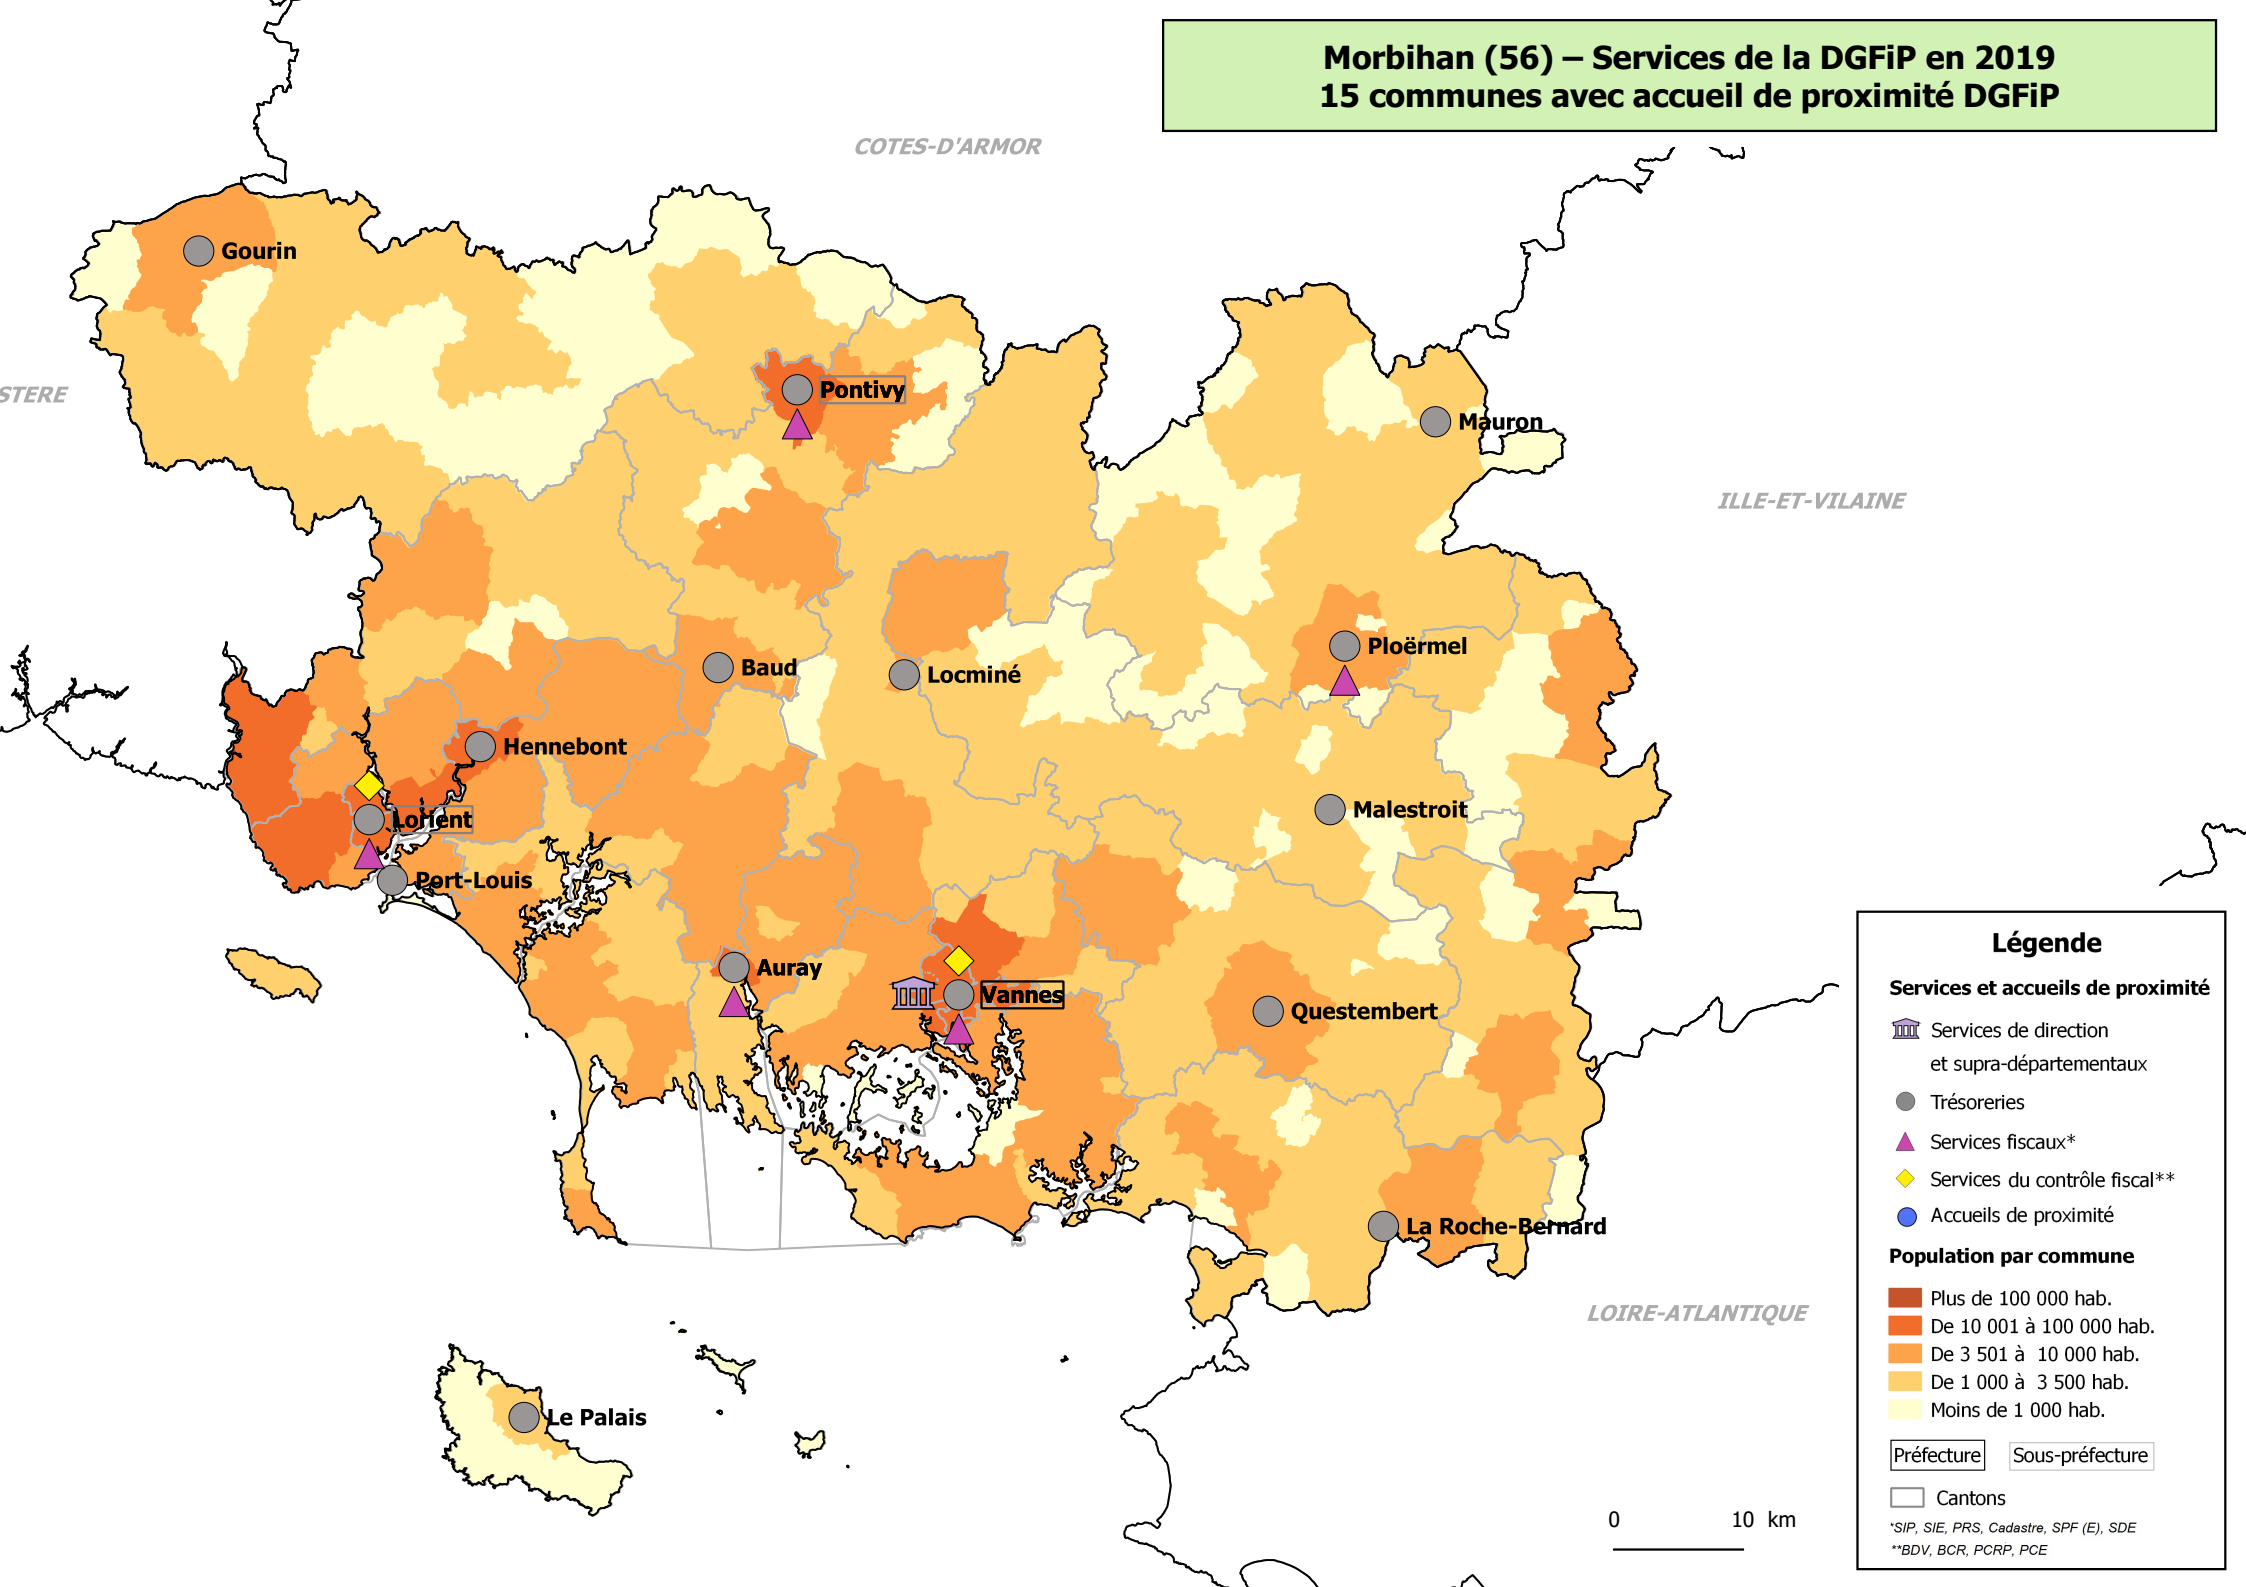 Morbihan (56) – Services de la DGFiP en 2019
15 communes avec accueil de proximité DGFiP
COTES-D'ARMOR
Gourin
STERE
Pontivy
Mauron
ILLE-ET-VILAINE
Ploërmel
Baud
Locminé
Hennebont
Malestroit
Lorient
Port-Louis
Auray
Vannes
Questembert
La Roche-Bernard
LOIRE-ATLANTIQUE
Le Palais
Légende
Services et accueils de proximité
Services de direction
et supra-départementaux
Trésoreries
Services fiscaux*
Services du contrôle fiscal**
Accueils de proximité
Population par commune
Plus de 100 000 hab.
De 10 001 à 100 000 hab.
De 3 501 à 10 000 hab.
De 1 000 à 3 500 hab.
Moins de 1 000 hab.
Préfecture Sous-préfecture
Cantons
*SIP, SIE, PRS, Cadastre, SPF (E), SDE
**BDV, BCR, PCRP, PCE
0 10 km